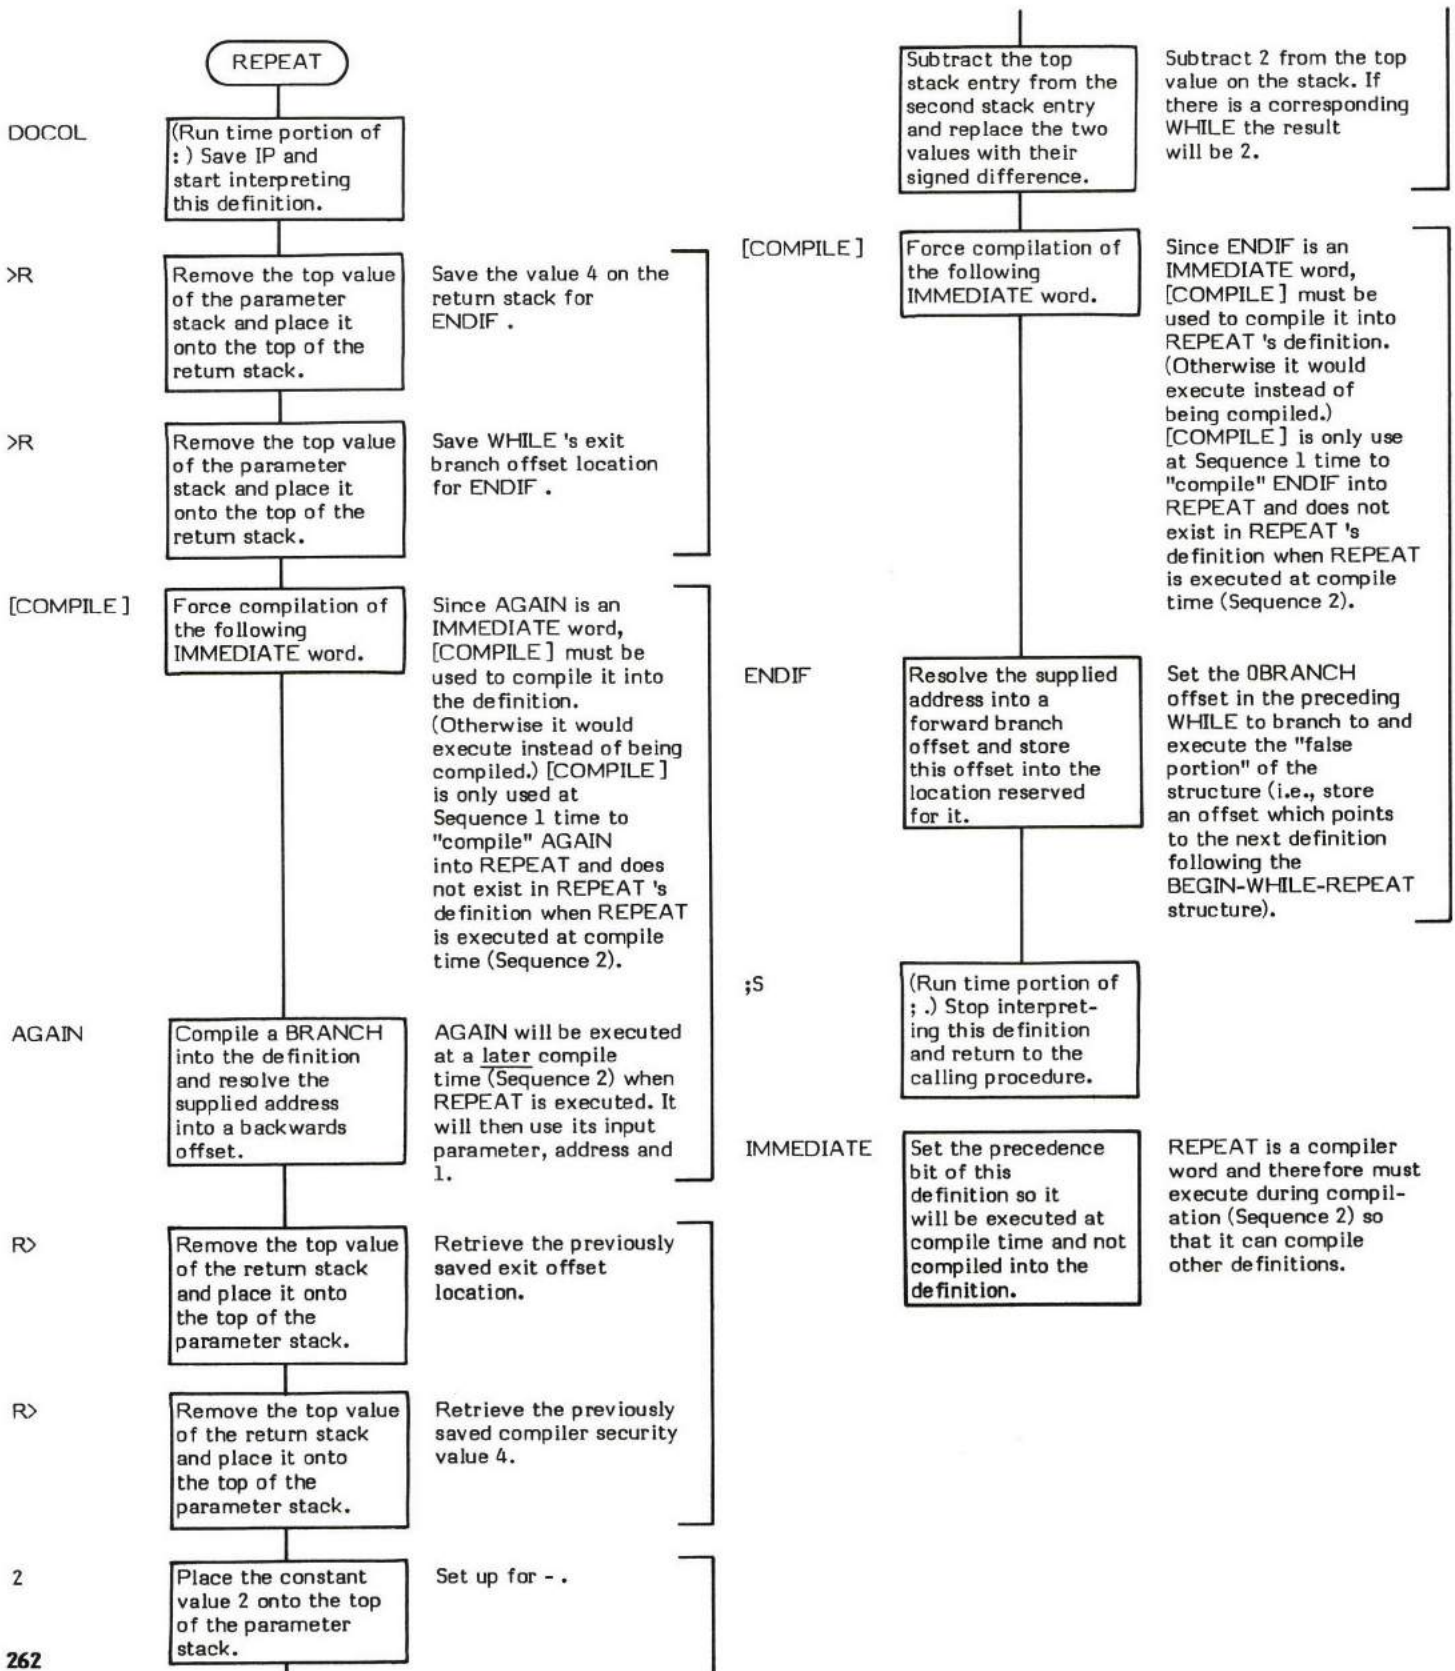 REPEAT
DOCOL
(Run time portion of
: ) Save IP and
start interpreting
this definition.
>R
Remove the top value
of the parameter
stack and place it
onto the top of the
return stack.
Save the value 4 on the
return stack for
ENDIF .
>R
Remove the top value
of the parameter
stack and place it
onto the top of the
return stack.
Save WHILE 's exit
branch offset location
for ENDIF .
[COMPILE]
Force compilation of
the following
IMMEDIATE word.
Since AGAIN is an
IMMEDIATE word,
[COMPILE] must be
used to compile it into
the definition.
(Otherwise it would
execute instead of being
compiled.) [COMPILE]
is only used at
Sequence 1 time to
"compile" AGAIN
into REPEAT and does
not exist in REPEAT 's
definition when REPEAT
is executed at compile
time (Sequence 2).
AGAIN
Compile a BRANCH
into the definition
and resolve the
supplied address
into a backwards
offset.
AGAIN will be executed
at a later compile
time (Sequence 2) when
REPEAT is executed. It
will then use its input
parameter, address and
1.
R>
Remove the top value
of the return stack
and place it onto
the top of the
parameter stack.
Retrieve the previously
saved exit offset
location.
R>
Remove the top value
of the return stack
and place it onto
the top of the
parameter stack.
Retrieve the previously
saved compiler security
value 4.
2
Place the constant
value 2 onto the top
of the parameter
stack.
Set up for - .
262
Subtract the top
stack entry from the
second stack entry
and replace the two
values with their
signed difference.
Subtract 2 from the top
value on the stack. If
there is a corresponding
WHILE the result
will be 2.
[COMPILE]
Force compilation of
the following
IMMEDIATE word.
Since ENDIF is an
IMMEDIATE word,
[COMPILE] must be
used to compile it into
REPEAT 's definition.
(Otherwise it would
execute instead of
being compiled.)
[COMPILE] is only use
at Sequence 1 time to
"compile" ENDIF into
REPEAT and does not
exist in REPEAT 's
definition when REPEAT
is executed at compile
time (Sequence 2).
ENDIF
Resolve the supplied
address into a
forward branch
offset and store
this offset into the
location reserved
for it.
Set the 0BRANCH
offset in the preceding
WHILE to branch to and
execute the "false
portion" of the
structure (i.e., store
an offset which points
to the next definition
following the
BEGIN-WHILE-REPEAT
structure).
;S
(Run time portion of
; .) Stop interpret-
ing this definition
and return to the
calling procedure.
IMMEDIATE
Set the precedence
bit of this
definition so it
will be executed at
compile time and not
compiled into the
definition.
REPEAT is a compiler
word and therefore must
execute during compil-
ation (Sequence 2) so
that it can compile
other definitions.